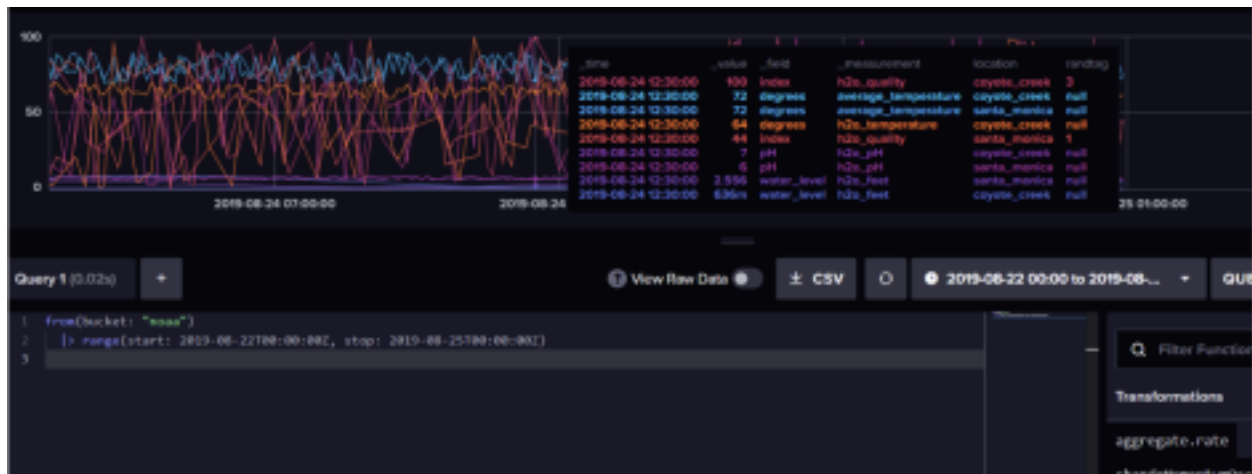 100
_time _value _field _measurement location randtag
2019-08-24 12:30:00 100 index h2o_quality coyote_creek 3
2019-08-24 12:30:00 72 degrees average_temperature coyote_creek null
2019-08-24 12:30:00 72 degrees average_temperature santa_monica null
50
2019-08-24 12:30:00 64 degrees h2o_temperature coyote_creek null
2019-08-24 12:30:00 44 index h2o_quality santa_monica 1
2019-08-24 12:30:00 7 pH h2o_pH coyote_creek null
2019-08-24 12:30:00 6 pH h2o_pH santa_monica null
2019-08-24 12:30:00 2.556 water_level h2o_feet santa_monica null
0
2019-08-24 12:30:00 636m water_level h2o_feet coyote_creek null
2019-08-24 07:00:00 2019-08-24 25 01:00:00
Query 1 (0.02s) + ? View Raw Data CSV 2019-08-22 00:00 to 2019-08-... QUE
1 from(bucket: "noaa")
2 |> range(start: 2019-08-22T00:00:00Z, stop: 2019-08-25T00:00:00Z)
3
Filter Function
Transformations
aggregate.rate